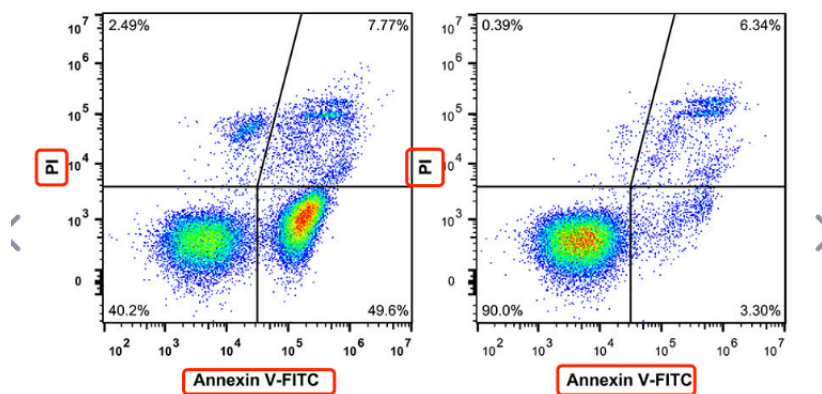 2.49% 7.77%
10⁷
10⁶
10⁵
10⁴
10³
0
PI
40.2% 49.6%
10² 10³ 10⁴ 10⁵ 10⁶ 10⁷
Annexin V-FITC
0.39% 6.34%
10⁷
10⁶
10⁵
10⁴
10³
0
PI
90.0% 3.30%
10² 10³ 10⁴ 10⁵ 10⁶ 10⁷
Annexin V-FITC